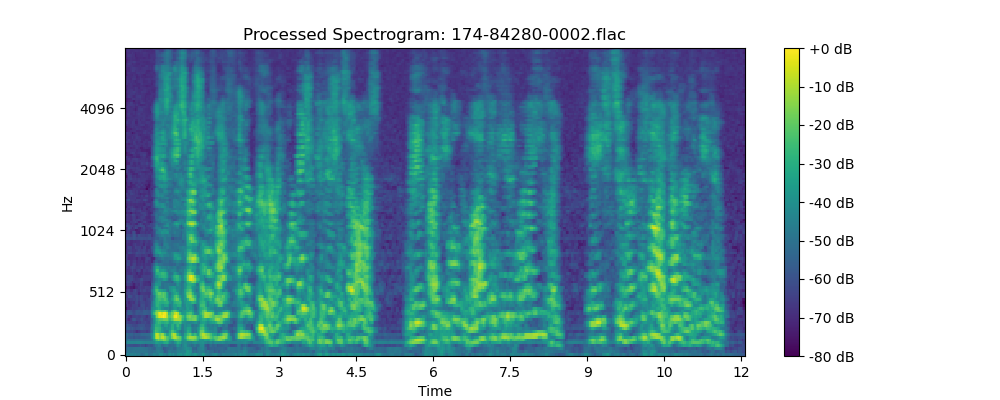 Processed Spectrogram: 174-84280-0002.flac
+0 dB
-10 dB
-20 dB
-30 dB
-40 dB
-50 dB
-60 dB
-70 dB
-80 dB
4096
2048
1024
512
0
Hz
0 1.5 3 4.5 6 7.5 9 10 12
Time